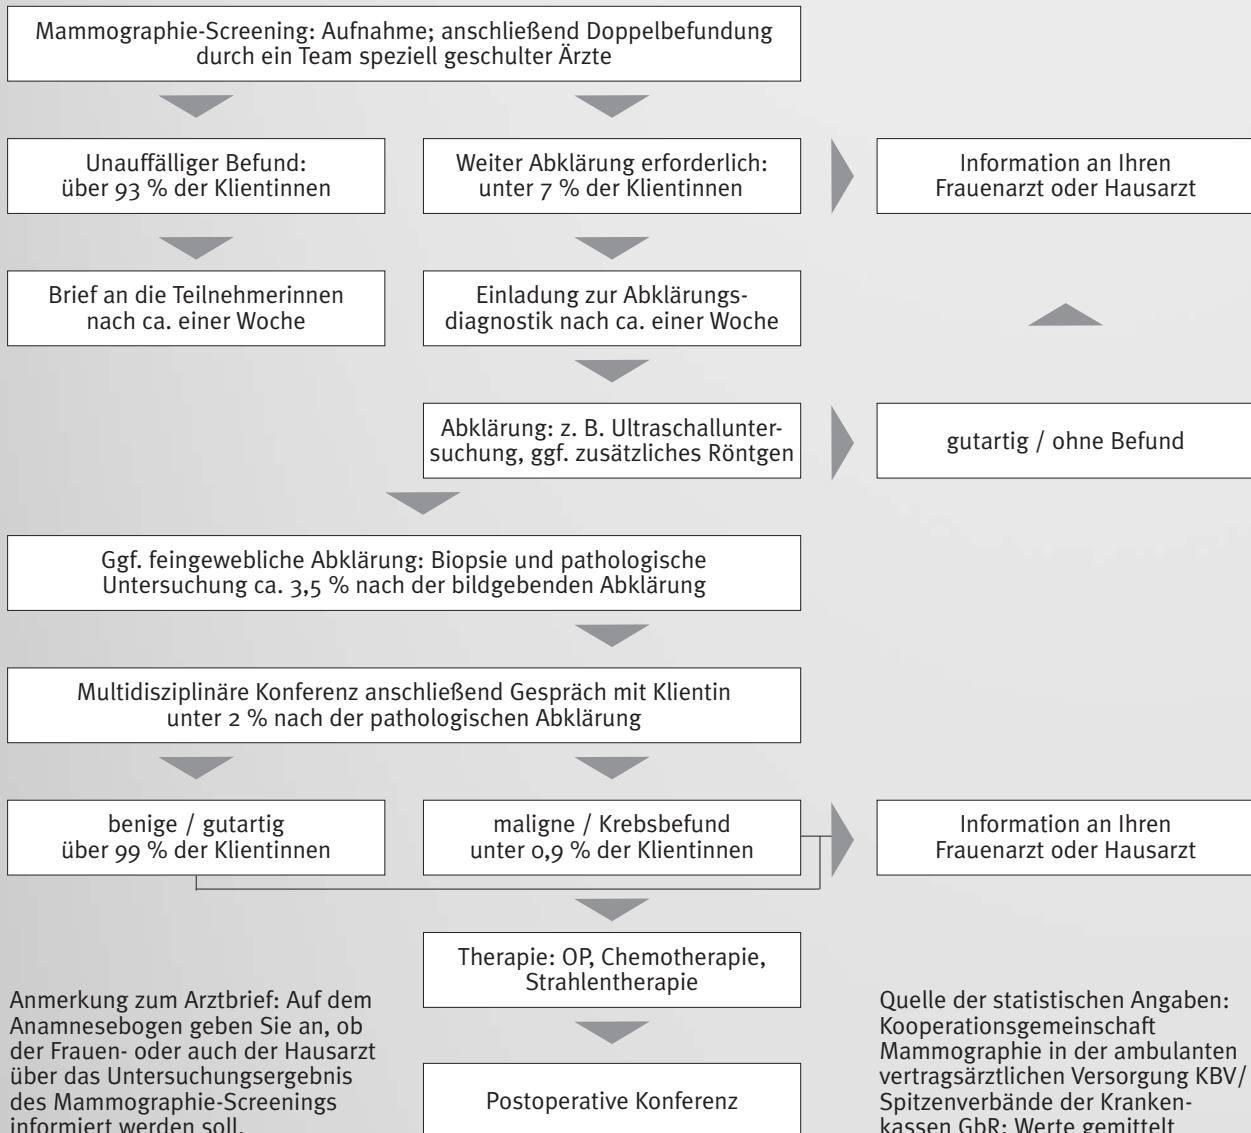 Mammographie-Screening: Aufnahme; anschließend Doppelbefundung
durch ein Team speziell geschulter Ärzte
Unauffälliger Befund:
über 93 % der Klientinnen
Weiter Abklärung erforderlich:
unter 7 % der Klientinnen
Information an Ihren
Frauenarzt oder Hausarzt
Brief an die Teilnehmerinnen
nach ca. einer Woche
Einladung zur Abklärungs-
diagnostik nach ca. einer Woche
Abklärung: z. B. Ultraschallunter-
suchung, ggf. zusätzliches Röntgen
gutartig / ohne Befund
Ggf. feingewebliche Abklärung: Biopsie und pathologische
Untersuchung ca. 3,5 % nach der bildgebenden Abklärung
Multidisziplinäre Konferenz anschließend Gespräch mit Klientin
unter 2 % nach der pathologischen Abklärung
benige / gutartig
über 99 % der Klientinnen
maligne / Krebsbefund
unter 0,9 % der Klientinnen
Information an Ihren
Frauenarzt oder Hausarzt
Therapie: OP, Chemotherapie,
Strahlentherapie
Postoperative Konferenz
Anmerkung zum Arztbrief: Auf dem
Anamnesebogen geben Sie an, ob
der Frauen- oder auch der Hausarzt
über das Untersuchungsergebnis
des Mammographie-Screenings
informiert werden soll.
Quelle der statistischen Angaben:
Kooperationsgemeinschaft
Mammographie in der ambulanten
vertragsärztlichen Versorgung KBV/
Spitzenverbände der Kranken-
kassen GbR; Werte gemittelt